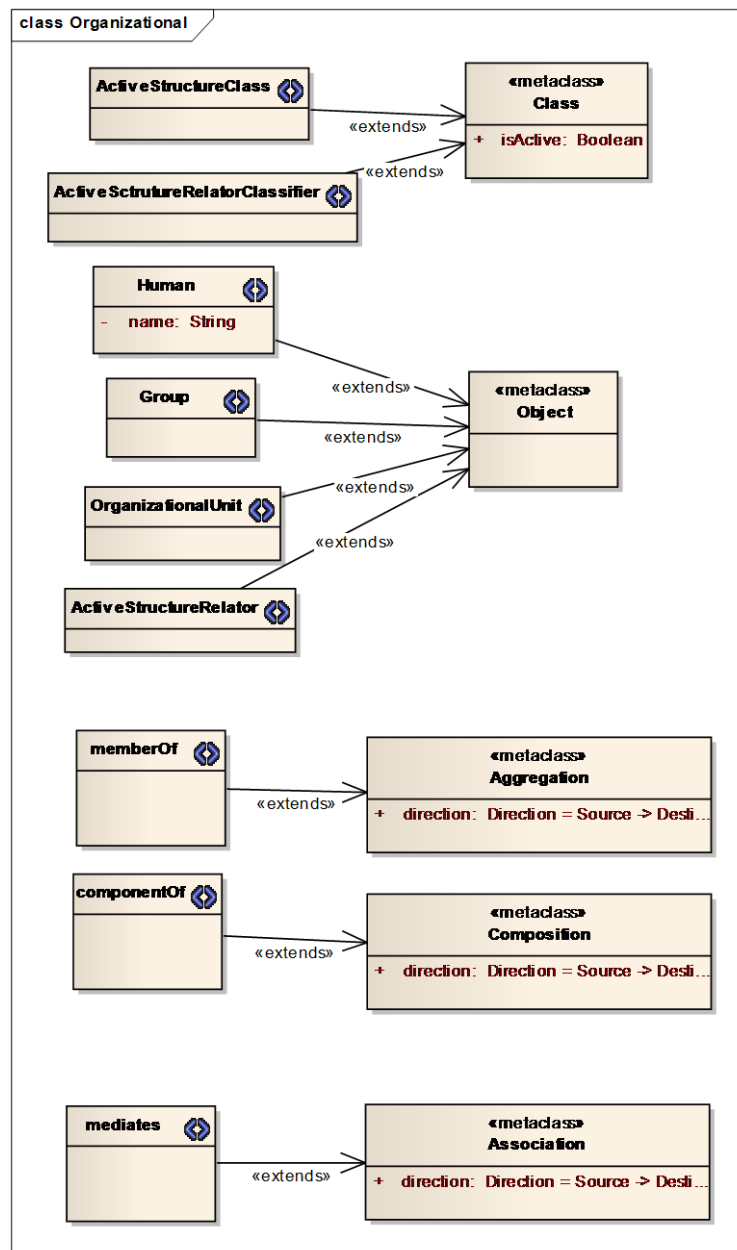 class Organizational
ActiveStructureClass
«metaclass»
Class
+ isActive: Boolean
«extends»
«extends»
ActiveSctrutureRelatorClassifier
Human
- name: String
«extends»
«metaclass»
Object
Group
«extends»
«extends»
OrganizationalUnit
«extends»
ActiveStructureRelator
memberOf
«extends»
«metaclass»
Aggregation
+ direction: Direction = Source -> Desti...
componentOf
«extends»
«metaclass»
Composition
+ direction: Direction = Source -> Desti...
mediates
«extends»
«metaclass»
Association
+ direction: Direction = Source -> Desti...